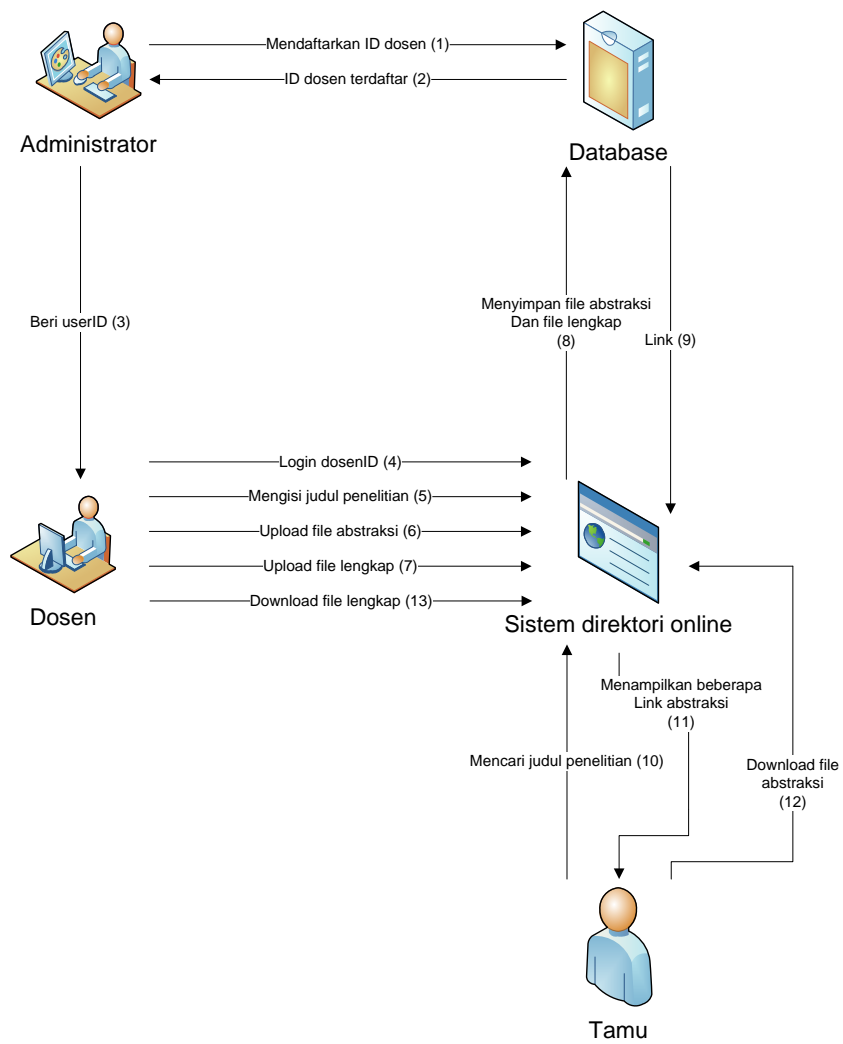 Mendaftarkan ID dosen (1)
ID dosen terdaftar (2)
Administrator
Database
Beri userID (3)
Menyimpan file abstraksi
Dan file lengkap
(8)
Link (9)
Login dosenID (4)
Mengisi judul penelitian (5)
Upload file abstraksi (6)
Upload file lengkap (7)
Download file lengkap (13)
Dosen
Sistem direktori online
Menampilkan beberapa
Link abstraksi
(11)
Mencari judul penelitian (10)
Download file
abstraksi
(12)
Tamu